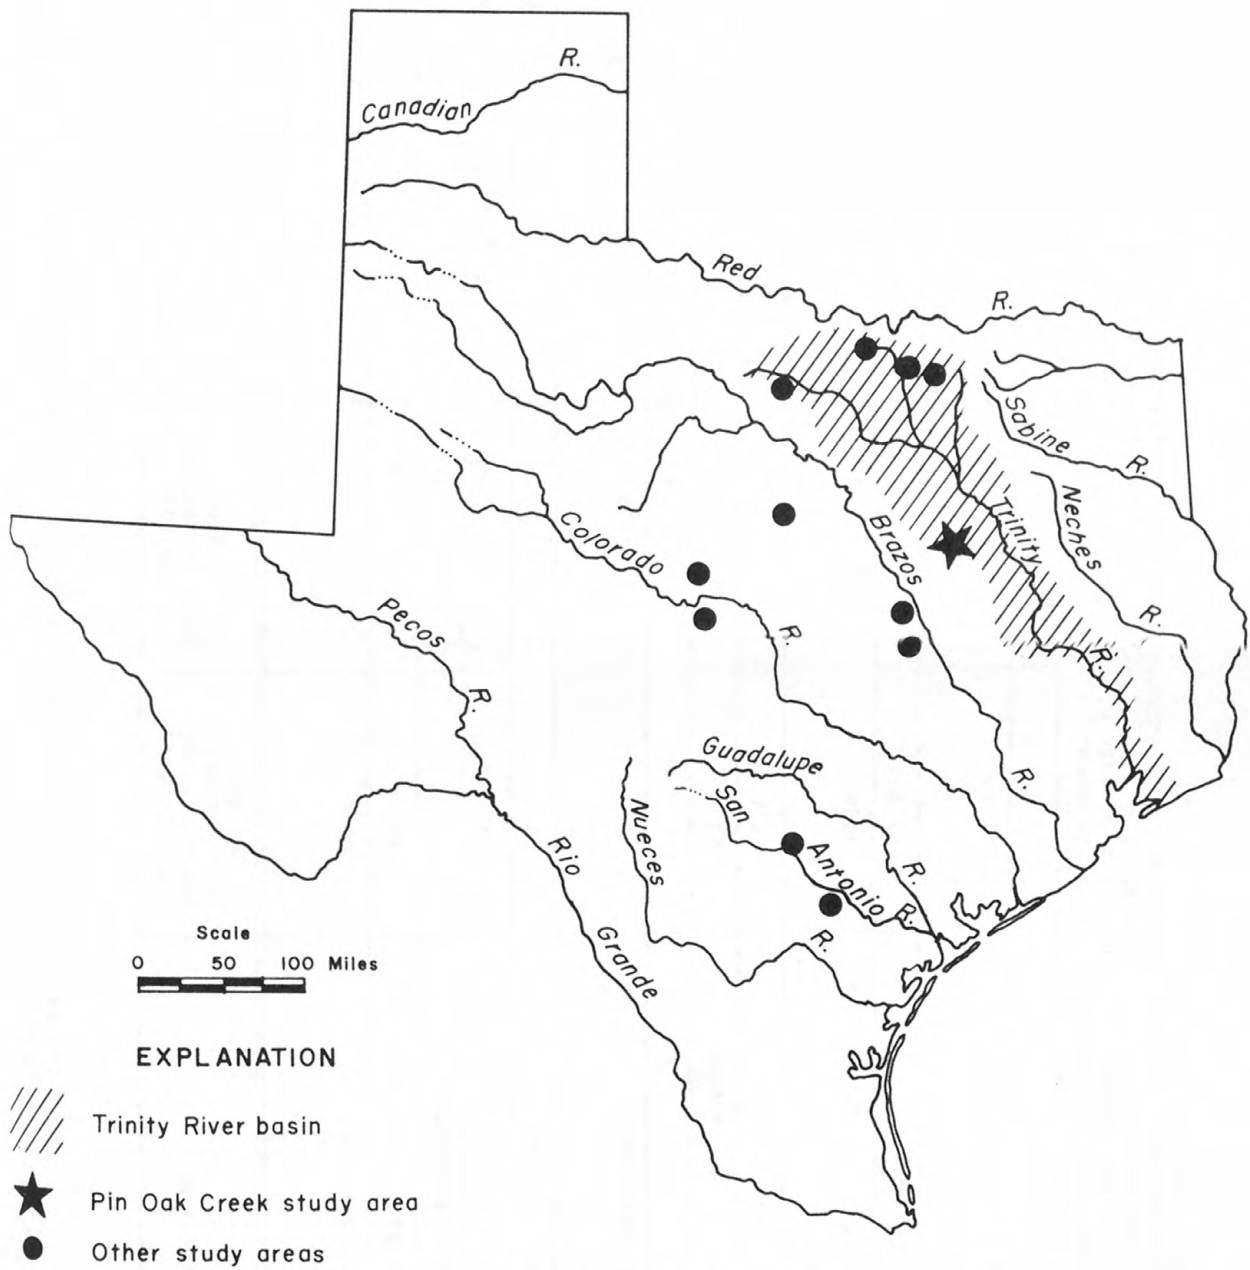 Canadian R.
Red R.
Sabine R.
Neches R.
Trinity R.
Brazos R.
Colorado R.
Pecos R.
Guadalupe R.
San Antonio R.
Nueces R.
Rio Grande
Scale
0 50 100 Miles
EXPLANATION
Trinity River basin
Pin Oak Creek study area
Other study areas